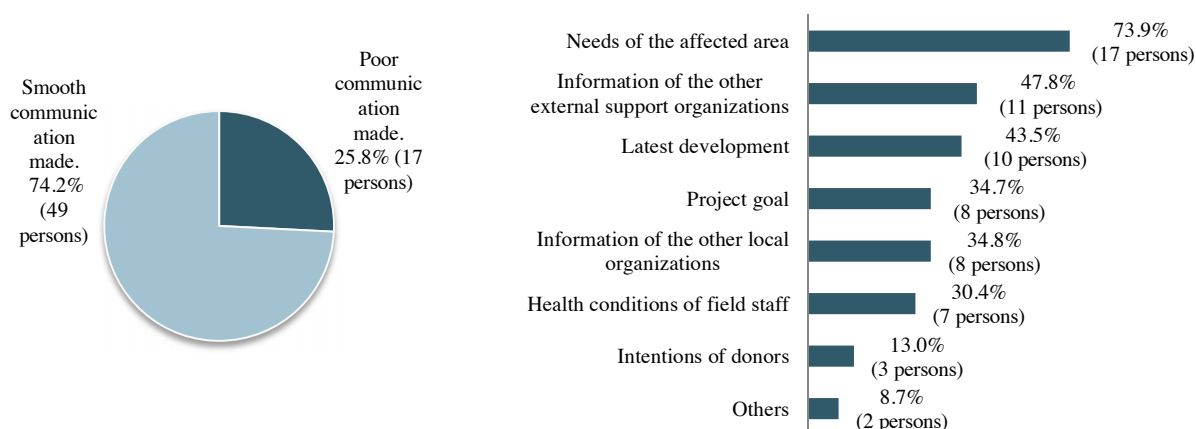 Smooth
communic
ation
made.
74.2%
(49
persons)
Poor
communic
ation
made.
25.8% (17
persons)
Needs of the affected area
73.9%
(17 persons)
Information of the other
external support organizations
47.8%
(11 persons)
Latest development
43.5%
(10 persons)
Project goal
34.7%
(8 persons)
Information of the other local
organizations
34.8%
(8 persons)
Health conditions of field staff
30.4%
(7 persons)
Intentions of donors
13.0%
(3 persons)
Others
8.7%
(2 persons)